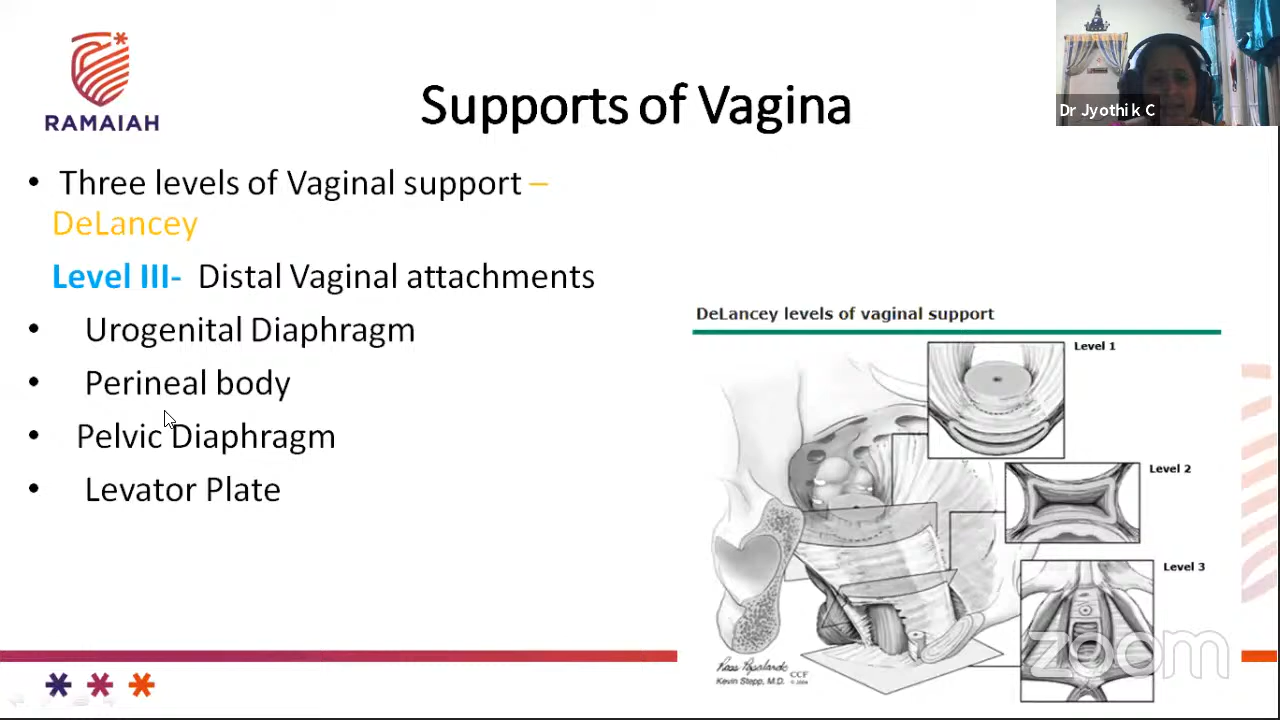 RAMAIAH
Supports of Vagina
Dr Jyothi k C
• Three levels of Vaginal support –
DeLancey
Level III- Distal Vaginal attachments
• Urogenital Diaphragm
• Perineal body
• Pelvic Diaphragm
• Levator Plate
DeLancey levels of vaginal support
Level 1
Level 2
Level 3
Kevin Stepp, M.D.
CCF
zoom